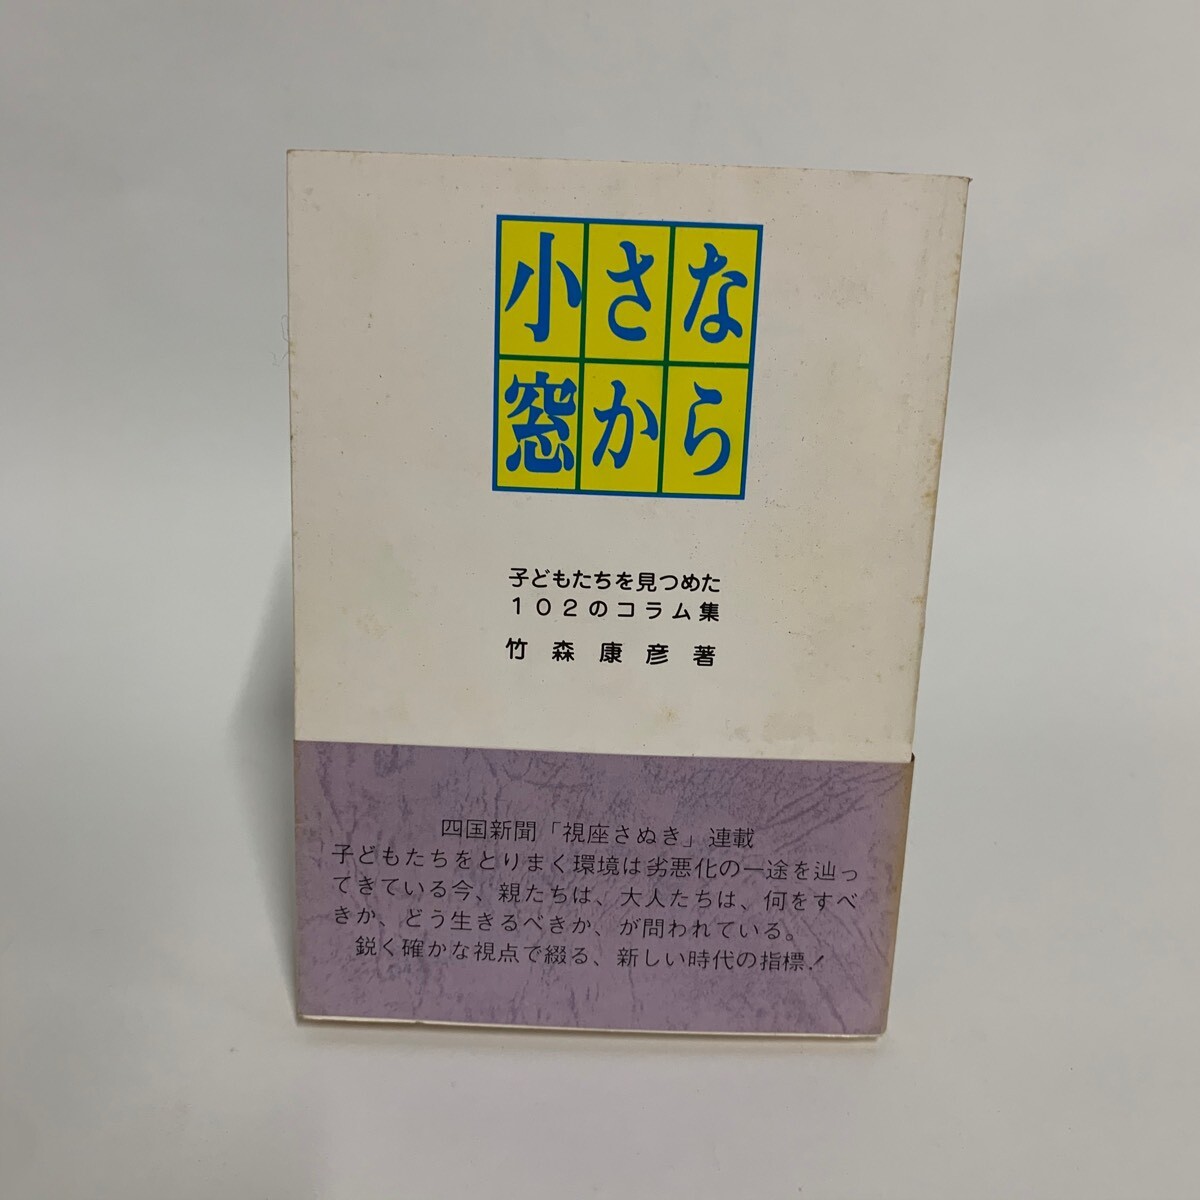 小さな
窓から
子どもたちを見つめた
102のコラム集
竹森康彦著
四国新聞「視座さぬき」連載
子どもたちをとりまく環境は劣悪化の一途を辿っ
てきている今、親たちは、大人たちは、何をすべ
きか、どう生きるべきか、が問われている。
鋭く確かな視点で綴る、新しい時代の指標!